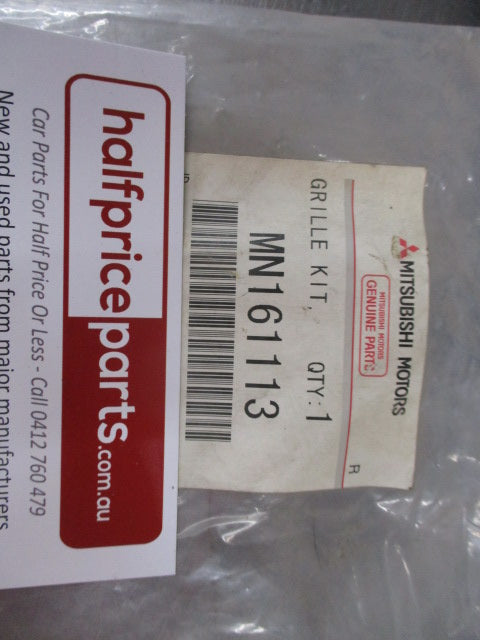 MITSUBISHI MOTORS
MITSUBISHI MOTORS
GENUINE PARTS
R
GRILLE KIT, QTY:1
MN161113
halfpriceparts.com.au
Car Parts For Half Price Or Less - Call 0412 760 479
New and used parts from major manufacturers